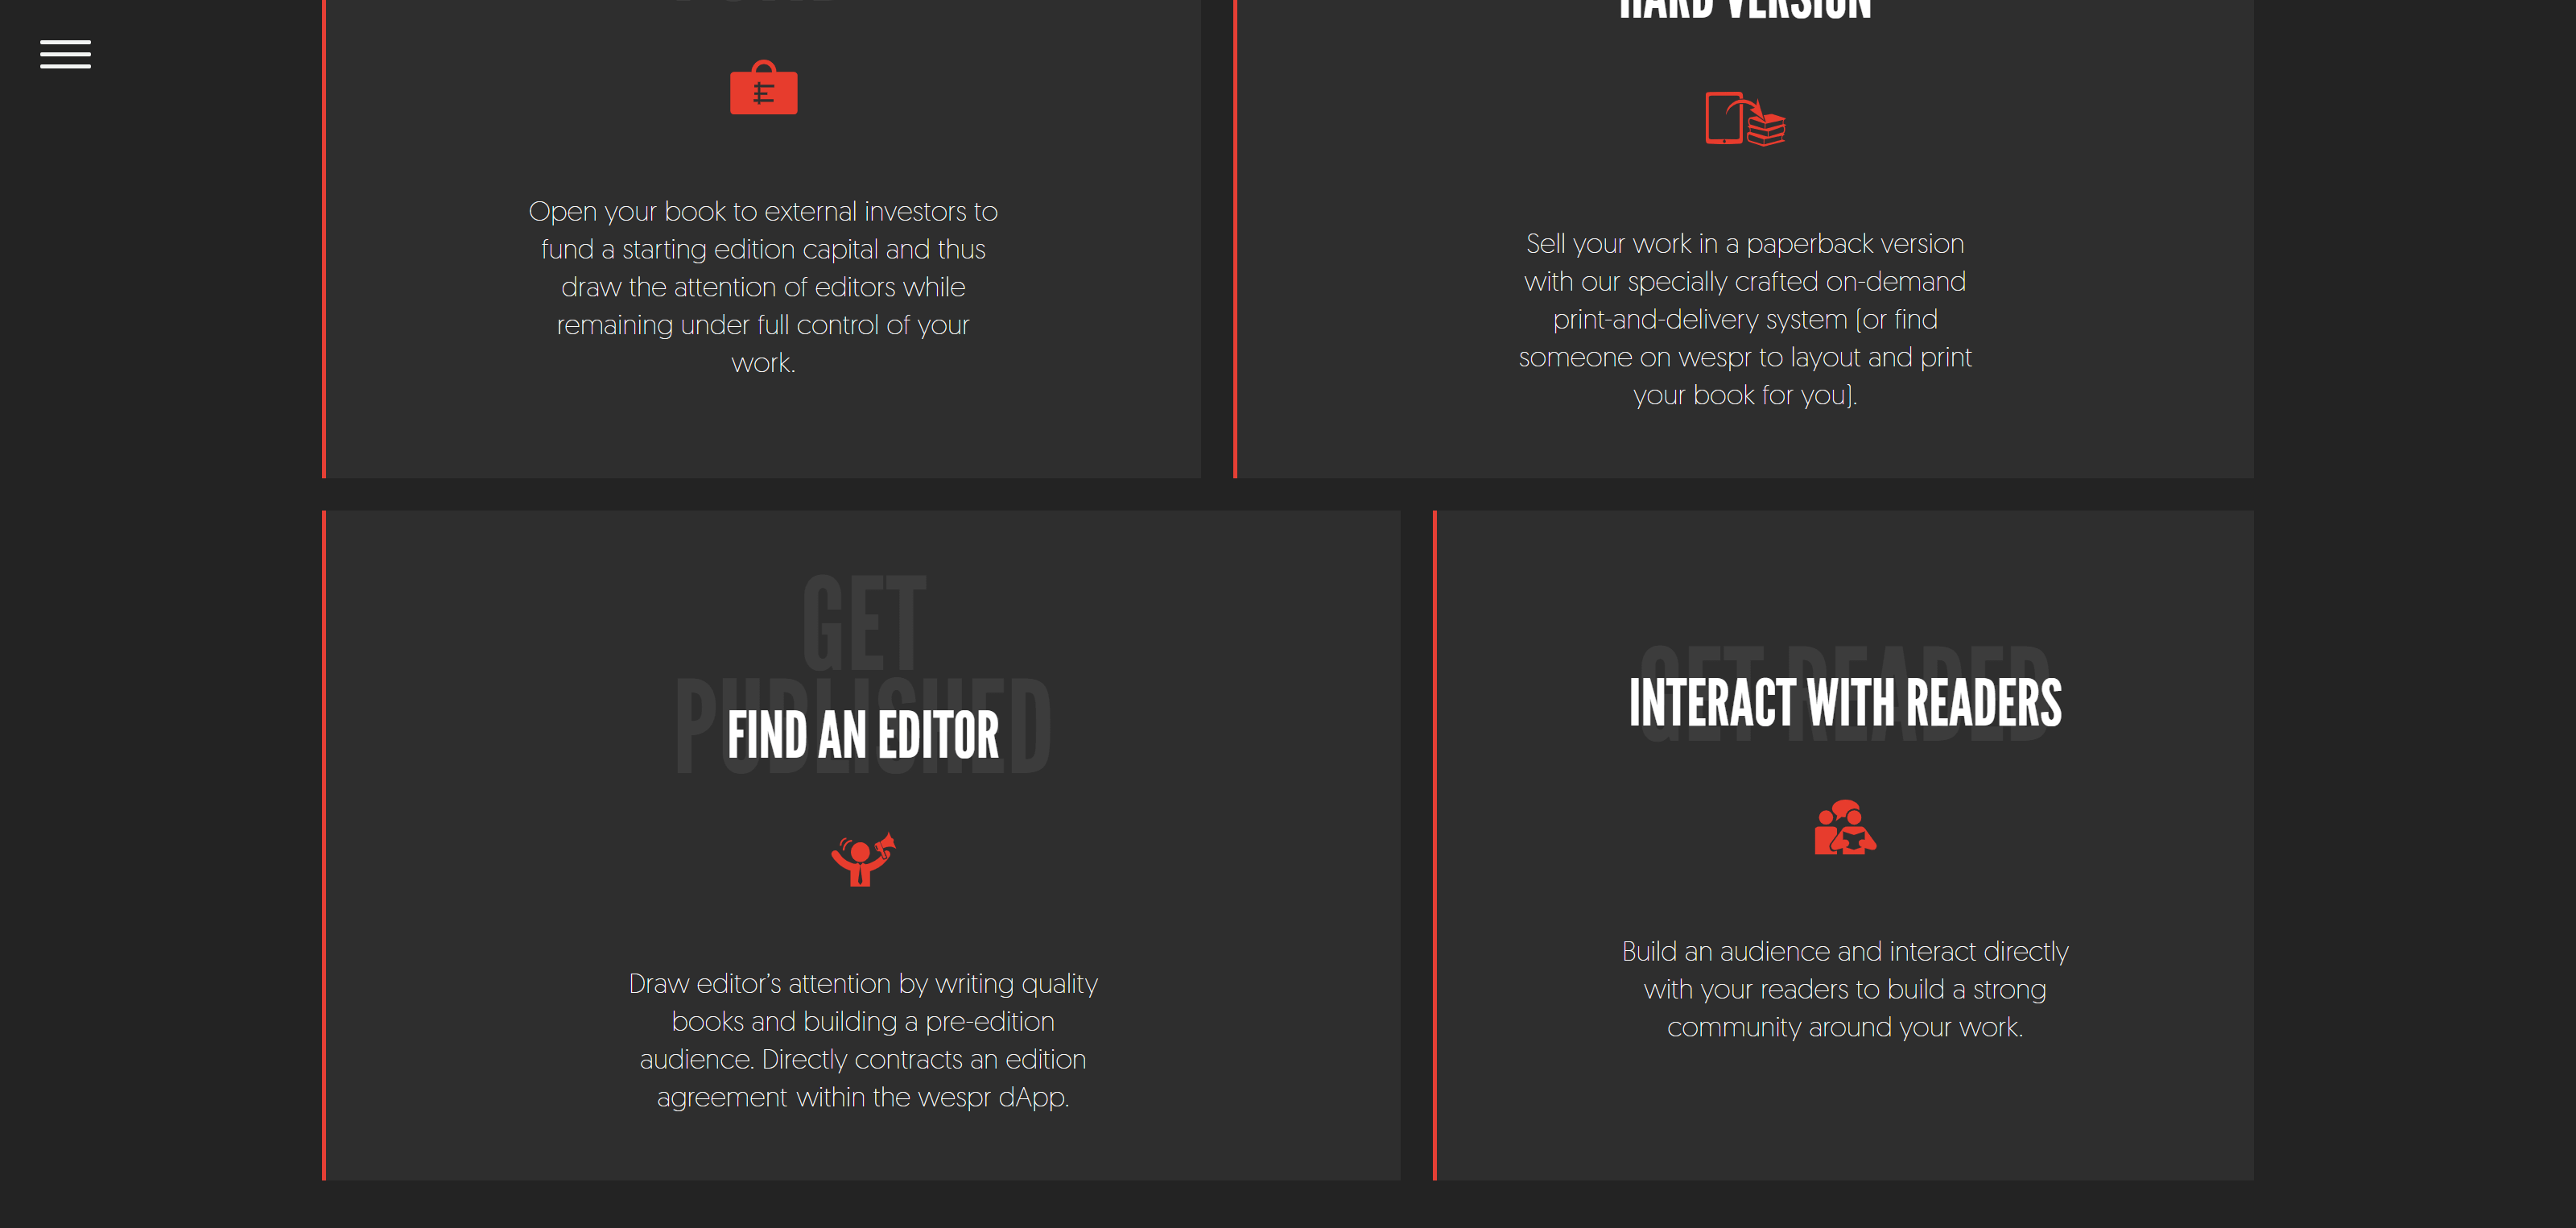 HARD VERSION
Open your book to external investors to
fund a starting edition capital and thus
draw the attention of editors while
remaining under full control of your
work.
Sell your work in a paperback version
with our specially crafted on-demand
print-and-delivery system (or find
someone on wespr to layout and print
your book for you).
GET
PUBLISHED
FIND AN EDITOR
Draw editor's attention by writing quality
books and building a pre-edition
audience. Directly contracts an edition
agreement within the wespr dApp.
GET READED
INTERACT WITH READERS
Build an audience and interact directly
with your readers to build a strong
community around your work.